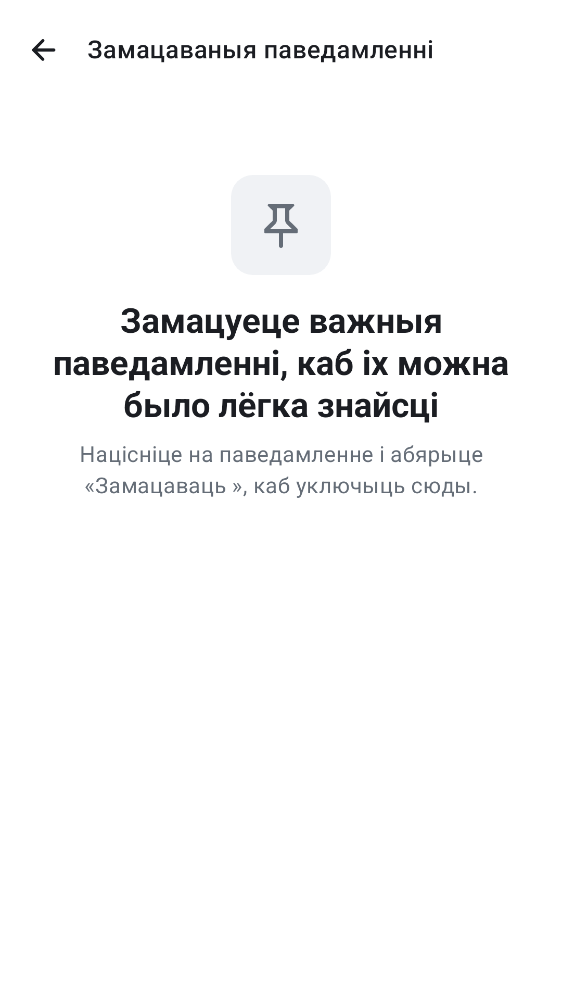 Замацаваныя паведамленні
Замацуеце важныя
паведамленні, каб іх можна
было лёгка знайсці
Націсніце на паведамленне і абярыце
«Замацаваць », каб уключыць сюды.